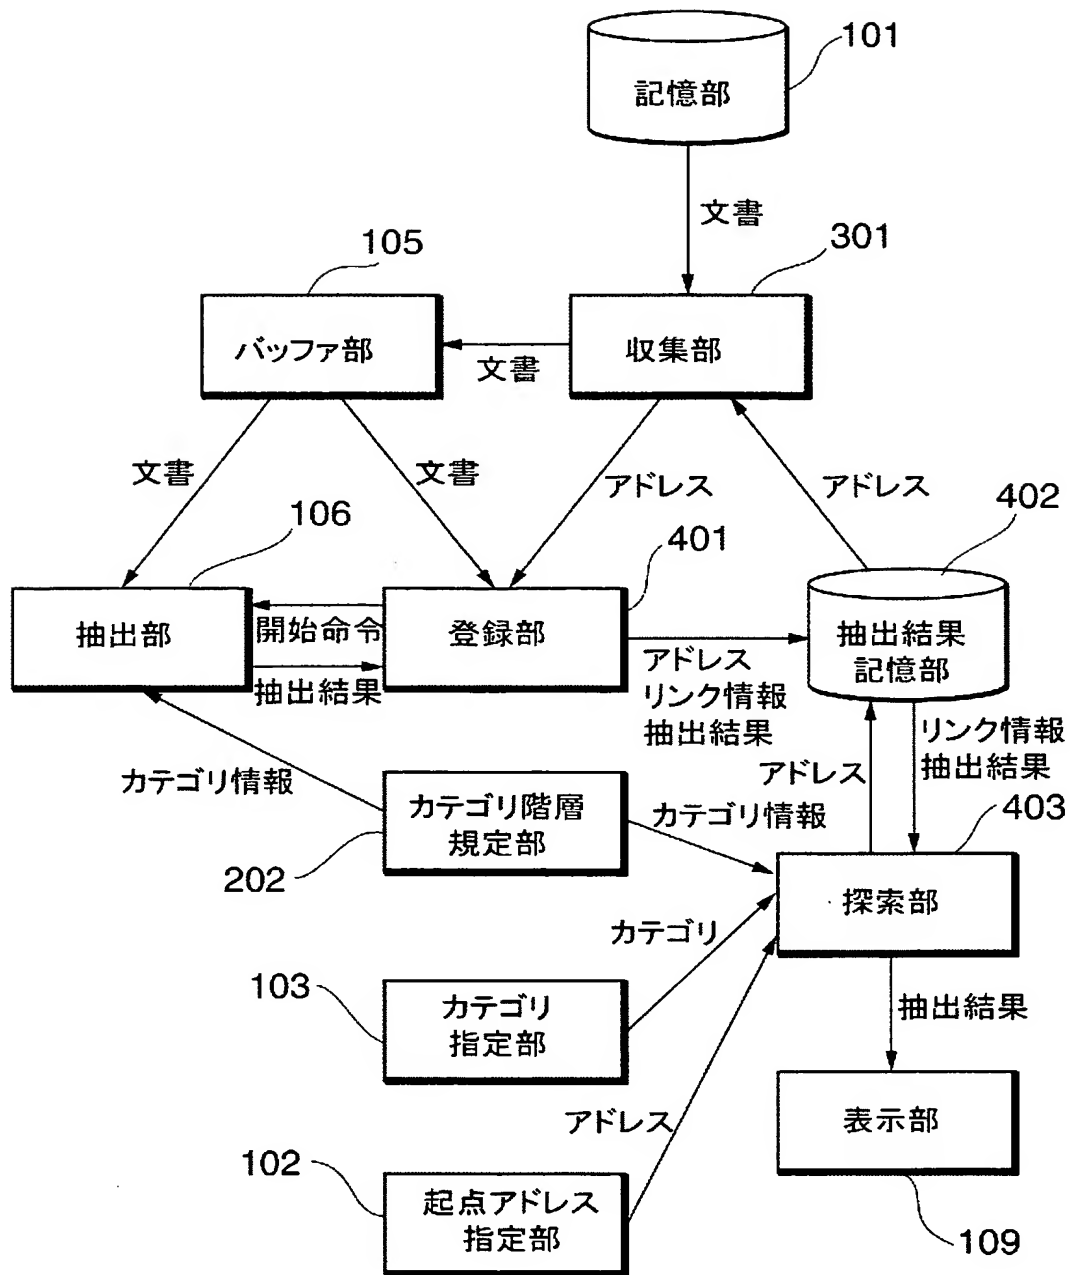 101
記憶部
文書
105
301
バッファ部
収集部
文書
文書
文書
アドレス
アドレス
106
401
402
抽出部
開始命令
登録部
抽出結果
記憶部
抽出結果
アドレス
リンク情報
抽出結果
リンク情報
抽出結果
アドレス
カテゴリ情報
カテゴリ階層
規定部
カテゴリ情報
202
403
探索部
カテゴリ
103
カテゴリ
指定部
抽出結果
アドレス
表示部
102
起点アドレス
指定部
109